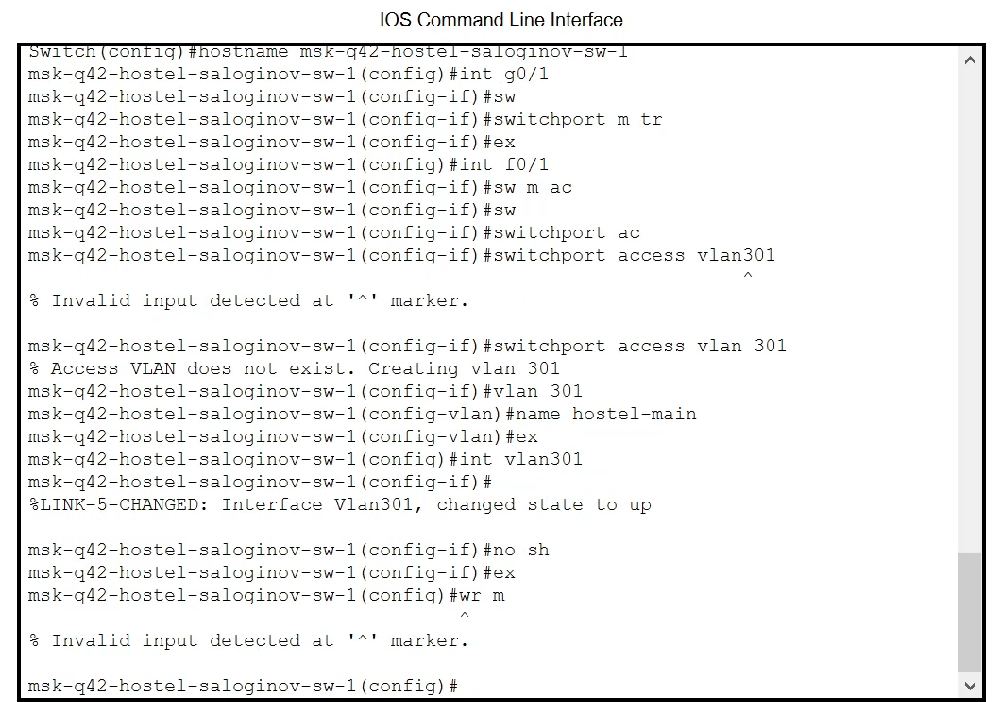 IOS Command Line Interface
Switch(config)#hostname msk-q42-hostel-saloginov-sw-1
msk-q42-hostel-saloginov-sw-1(config)#int g0/1
msk-q42-hostel-saloginov-sw-1(config-if)#sw
msk-q42-hostel-saloginov-sw-1(config-if)#switchport m tr
msk-q42-hostel-saloginov-sw-1(config-if)#ex
msk-q42-hostel-saloginov-sw-1(config)#int f0/1
msk-q42-hostel-saloginov-sw-1(config-if)#sw m ac
msk-q42-hostel-saloginov-sw-1(config-if)#sw
msk-q42-hostel-saloginov-sw-1(config-if)#switchport ac
msk-q42-hostel-saloginov-sw-1(config-if)#switchport access vlan301
^
% Invalid input detected at '^' marker.
msk-q42-hostel-saloginov-sw-1(config-if)#switchport access vlan 301
% Access VLAN does not exist. Creating vlan 301
msk-q42-hostel-saloginov-sw-1(config-if)#vlan 301
msk-q42-hostel-saloginov-sw-1(config-vlan)#name hostel-main
msk-q42-hostel-saloginov-sw-1(config-vlan)#ex
msk-q42-hostel-saloginov-sw-1(config)#int vlan301
msk-q42-hostel-saloginov-sw-1(config-if)#
%LINK-5-CHANGED: Interface Vlan301, changed state to up
msk-q42-hostel-saloginov-sw-1(config-if)#no sh
msk-q42-hostel-saloginov-sw-1(config-if)#ex
msk-q42-hostel-saloginov-sw-1(config)#wr m
^
% Invalid input detected at '^' marker.
msk-q42-hostel-saloginov-sw-1(config)#